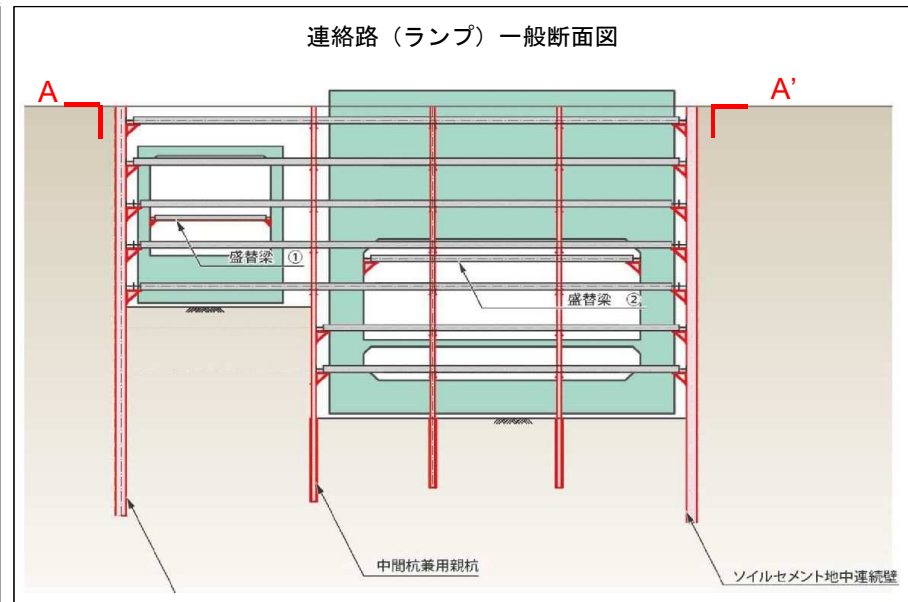 連絡路（ランプ）一般断面図
A
A'
盛替梁 ①
盛替梁 ②
中間杭兼用親杭
ソイルセメント地中連続壁